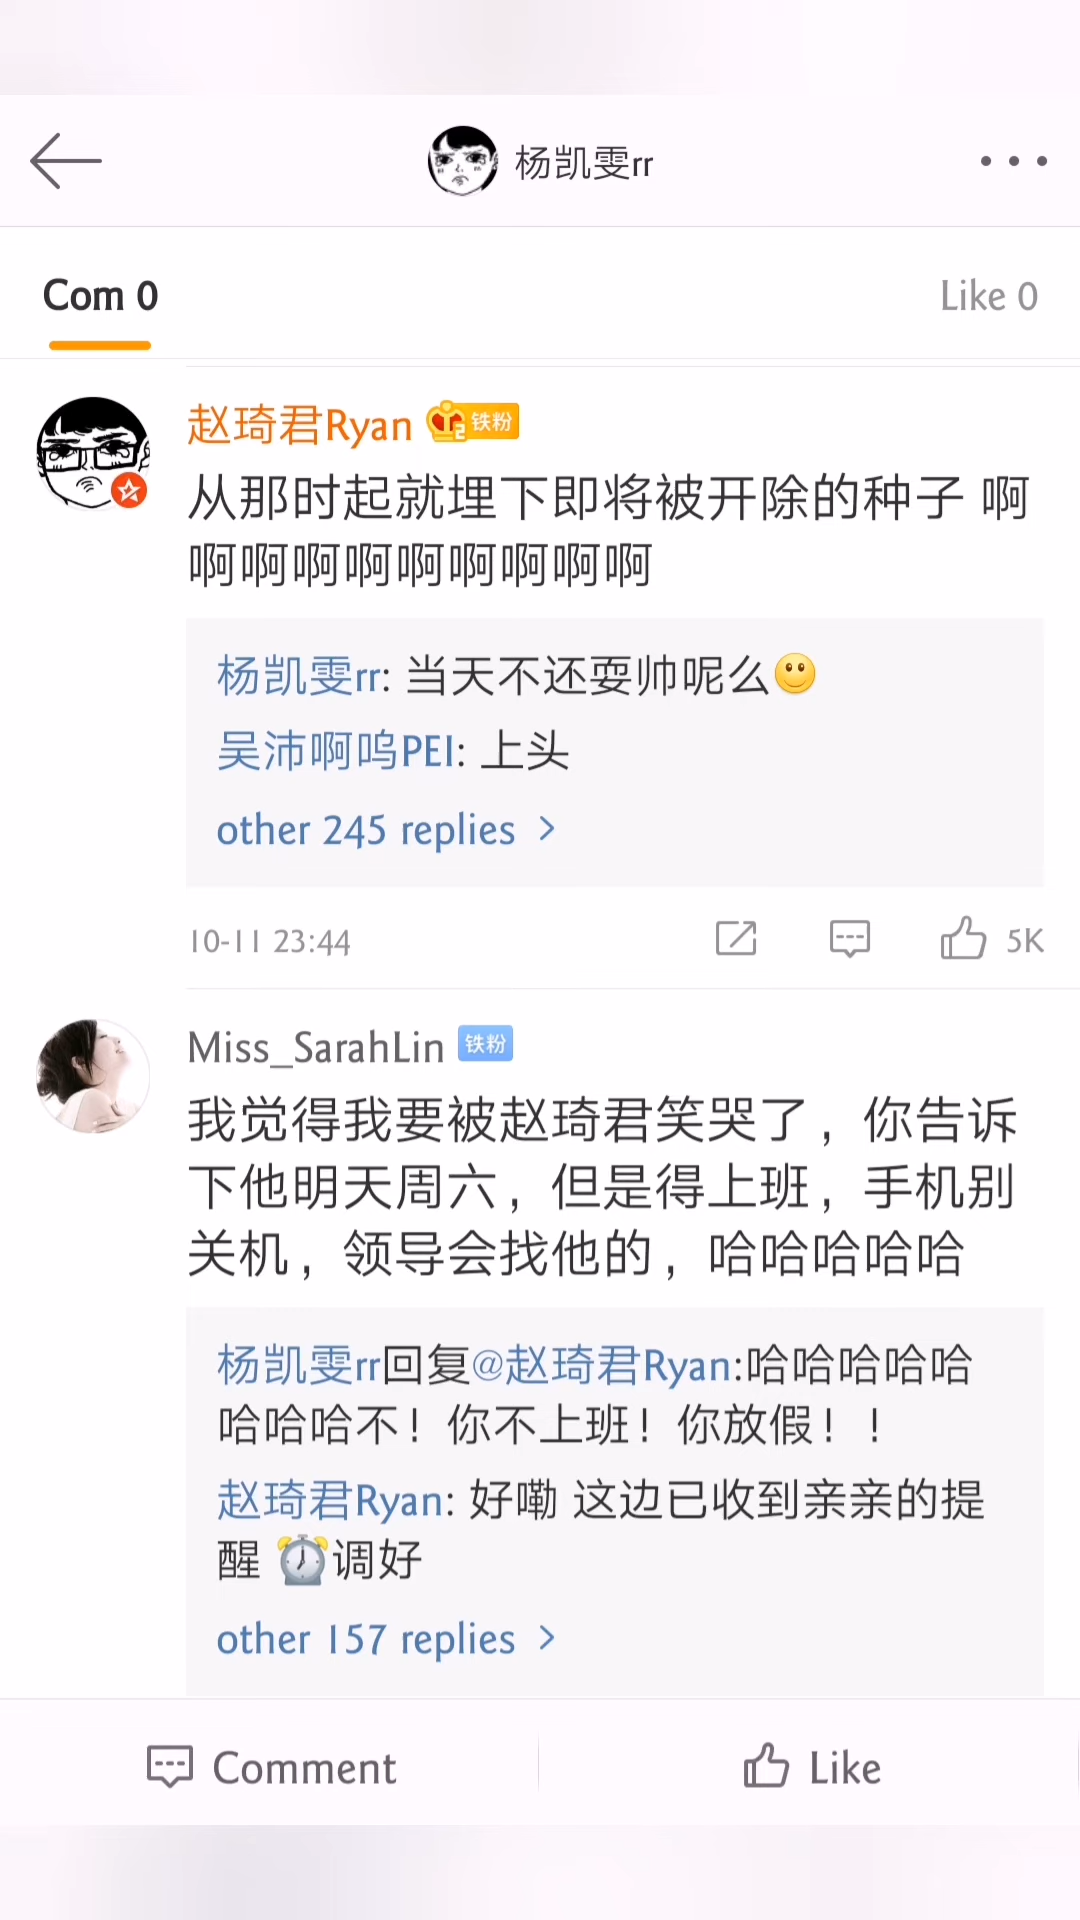 杨凯雯rr
Com 0
Like 0
赵琦君Ryan 2 铁粉
从那时起就埋下即将被开除的种子 啊
啊啊啊啊啊啊啊啊啊
杨凯雯rr: 当天不还耍帅呢么
吴沛啊呜PEI: 上头
other 245 replies >
10-11 23:44
5K
Miss_SarahLin 铁粉
我觉得我要被赵琦君笑哭了，你告诉
下他明天周六，但是得上班，手机别
关机，领导会找他的，哈哈哈哈哈
杨凯雯rr回复@赵琦君Ryan:哈哈哈哈哈
哈哈哈不！你不上班！你放假！！
赵琦君Ryan: 好嘞 这边已收到亲亲的提
醒 ⏰调好
other 157 replies >
Comment
Like